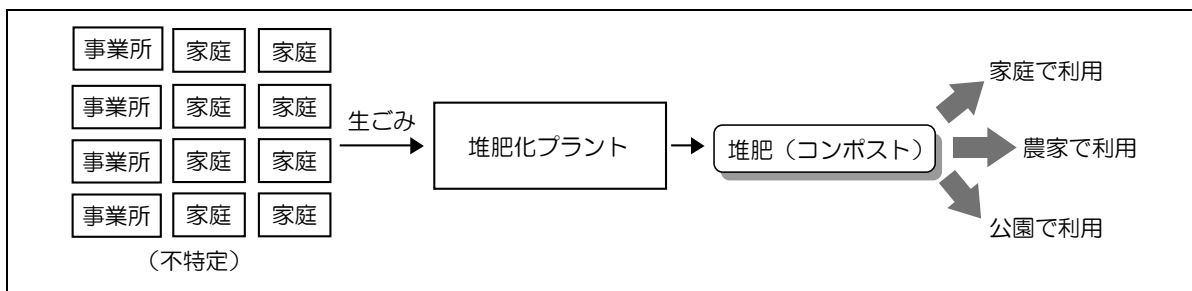 事業所 家庭 家庭
事業所 家庭 家庭
事業所 家庭 家庭
事業所 家庭 家庭
（不特定）
生ごみ
堆肥化プラント
堆肥（コンポスト）
家庭で利用
農家で利用
公園で利用